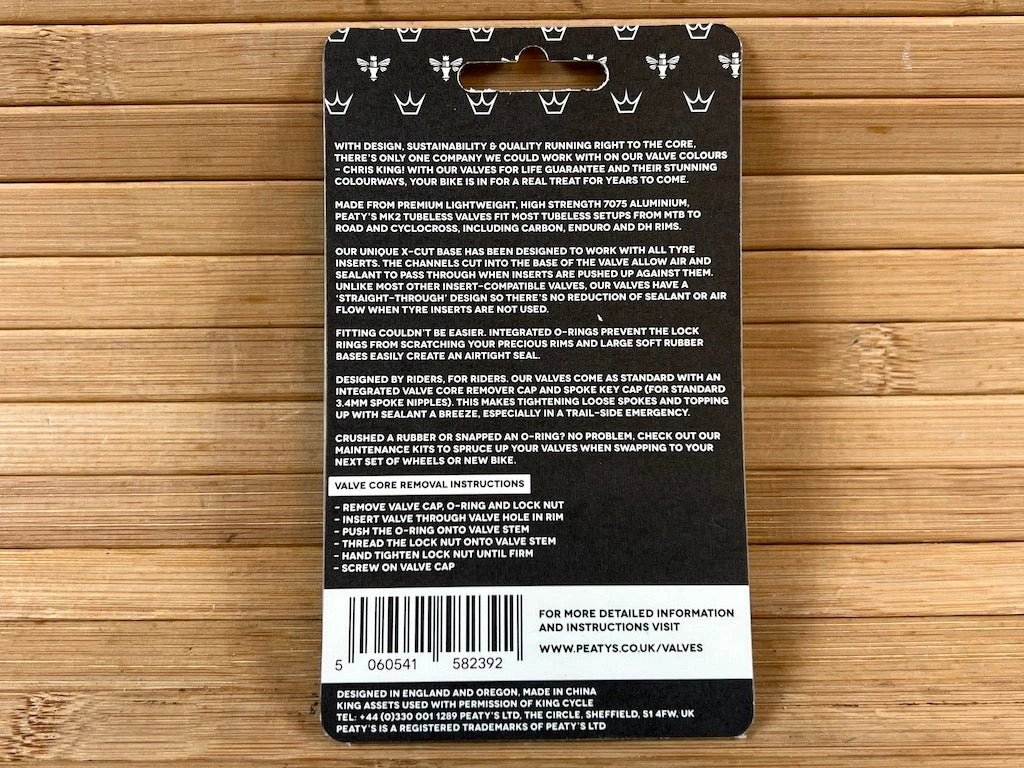 WITH DESIGN, SUSTAINABILITY & QUALITY RUNNING RIGHT TO THE CORE,
THERE'S ONLY ONE COMPANY WE COULD WORK WITH ON OUR VALVE COLOURS
– CHRIS KING! WITH OUR VALVES FOR LIFE GUARANTEE AND THEIR STUNNING
COLOURWAYS, YOUR BIKE IS IN FOR A REAL TREAT FOR YEARS TO COME.
MADE FROM PREMIUM LIGHTWEIGHT, HIGH STRENGTH 7075 ALUMINIUM,
PEATY'S MK2 TUBELESS VALVES FIT MOST TUBELESS SETUPS FROM MTB TO
ROAD AND CYCLOCROSS, INCLUDING CARBON, ENDURO AND DH RIMS.
OUR UNIQUE X-CUT BASE HAS BEEN DESIGNED TO WORK WITH ALL TYRE
INSERTS. THE CHANNELS CUT INTO THE BASE OF THE VALVE ALLOW AIR AND
SEALANT TO PASS THROUGH WHEN INSERTS ARE PUSHED UP AGAINST THEM.
UNLIKE MOST OTHER INSERT-COMPATIBLE VALVES, OUR VALVES HAVE A
'STRAIGHT-THROUGH' DESIGN SO THERE'S NO REDUCTION OF SEALANT OR AIR
FLOW WHEN TYRE INSERTS ARE NOT USED.
FITTING COULDN'T BE EASIER. INTEGRATED O-RINGS PREVENT THE LOCK
RINGS FROM SCRATCHING YOUR PRECIOUS RIMS AND LARGE SOFT RUBBER
BASES EASILY CREATE AN AIRTIGHT SEAL.
DESIGNED BY RIDERS, FOR RIDERS. OUR VALVES COME AS STANDARD WITH AN
INTEGRATED VALVE CORE REMOVER CAP AND SPOKE KEY CAP (FOR STANDARD
3.4MM SPOKE NIPPLES). THIS MAKES TIGHTENING LOOSE SPOKES AND TOPPING
UP WITH SEALANT A BREEZE, ESPECIALLY IN A TRAIL-SIDE EMERGENCY.
CRUSHED A RUBBER OR SNAPPED AN O-RING? NO PROBLEM, CHECK OUT OUR
MAINTENANCE KITS TO SPRUCE UP YOUR VALVES WHEN SWAPPING TO YOUR
NEXT SET OF WHEELS OR NEW BIKE.
VALVE CORE REMOVAL INSTRUCTIONS
- REMOVE VALVE CAP, O-RING AND LOCK NUT
- INSERT VALVE THROUGH VALVE HOLE IN RIM
- PUSH THE O-RING ONTO VALVE STEM
- THREAD THE LOCK NUT ONTO VALVE STEM
- HAND TIGHTEN LOCK NUT UNTIL FIRM
- SCREW ON VALVE CAP
5 060541 582392
FOR MORE DETAILED INFORMATION
AND INSTRUCTIONS VISIT
WWW.PEATYS.CO.UK/VALVES
DESIGNED IN ENGLAND AND OREGON, MADE IN CHINA
KING ASSETS USED WITH PERMISSION OF KING CYCLE
TEL: +44 (0)330 001 1289 PEATY'S LTD, THE CIRCLE, SHEFFIELD, S1 4FW, UK
PEATY'S IS A REGISTERED TRADEMARKS OF PEATY'S LTD